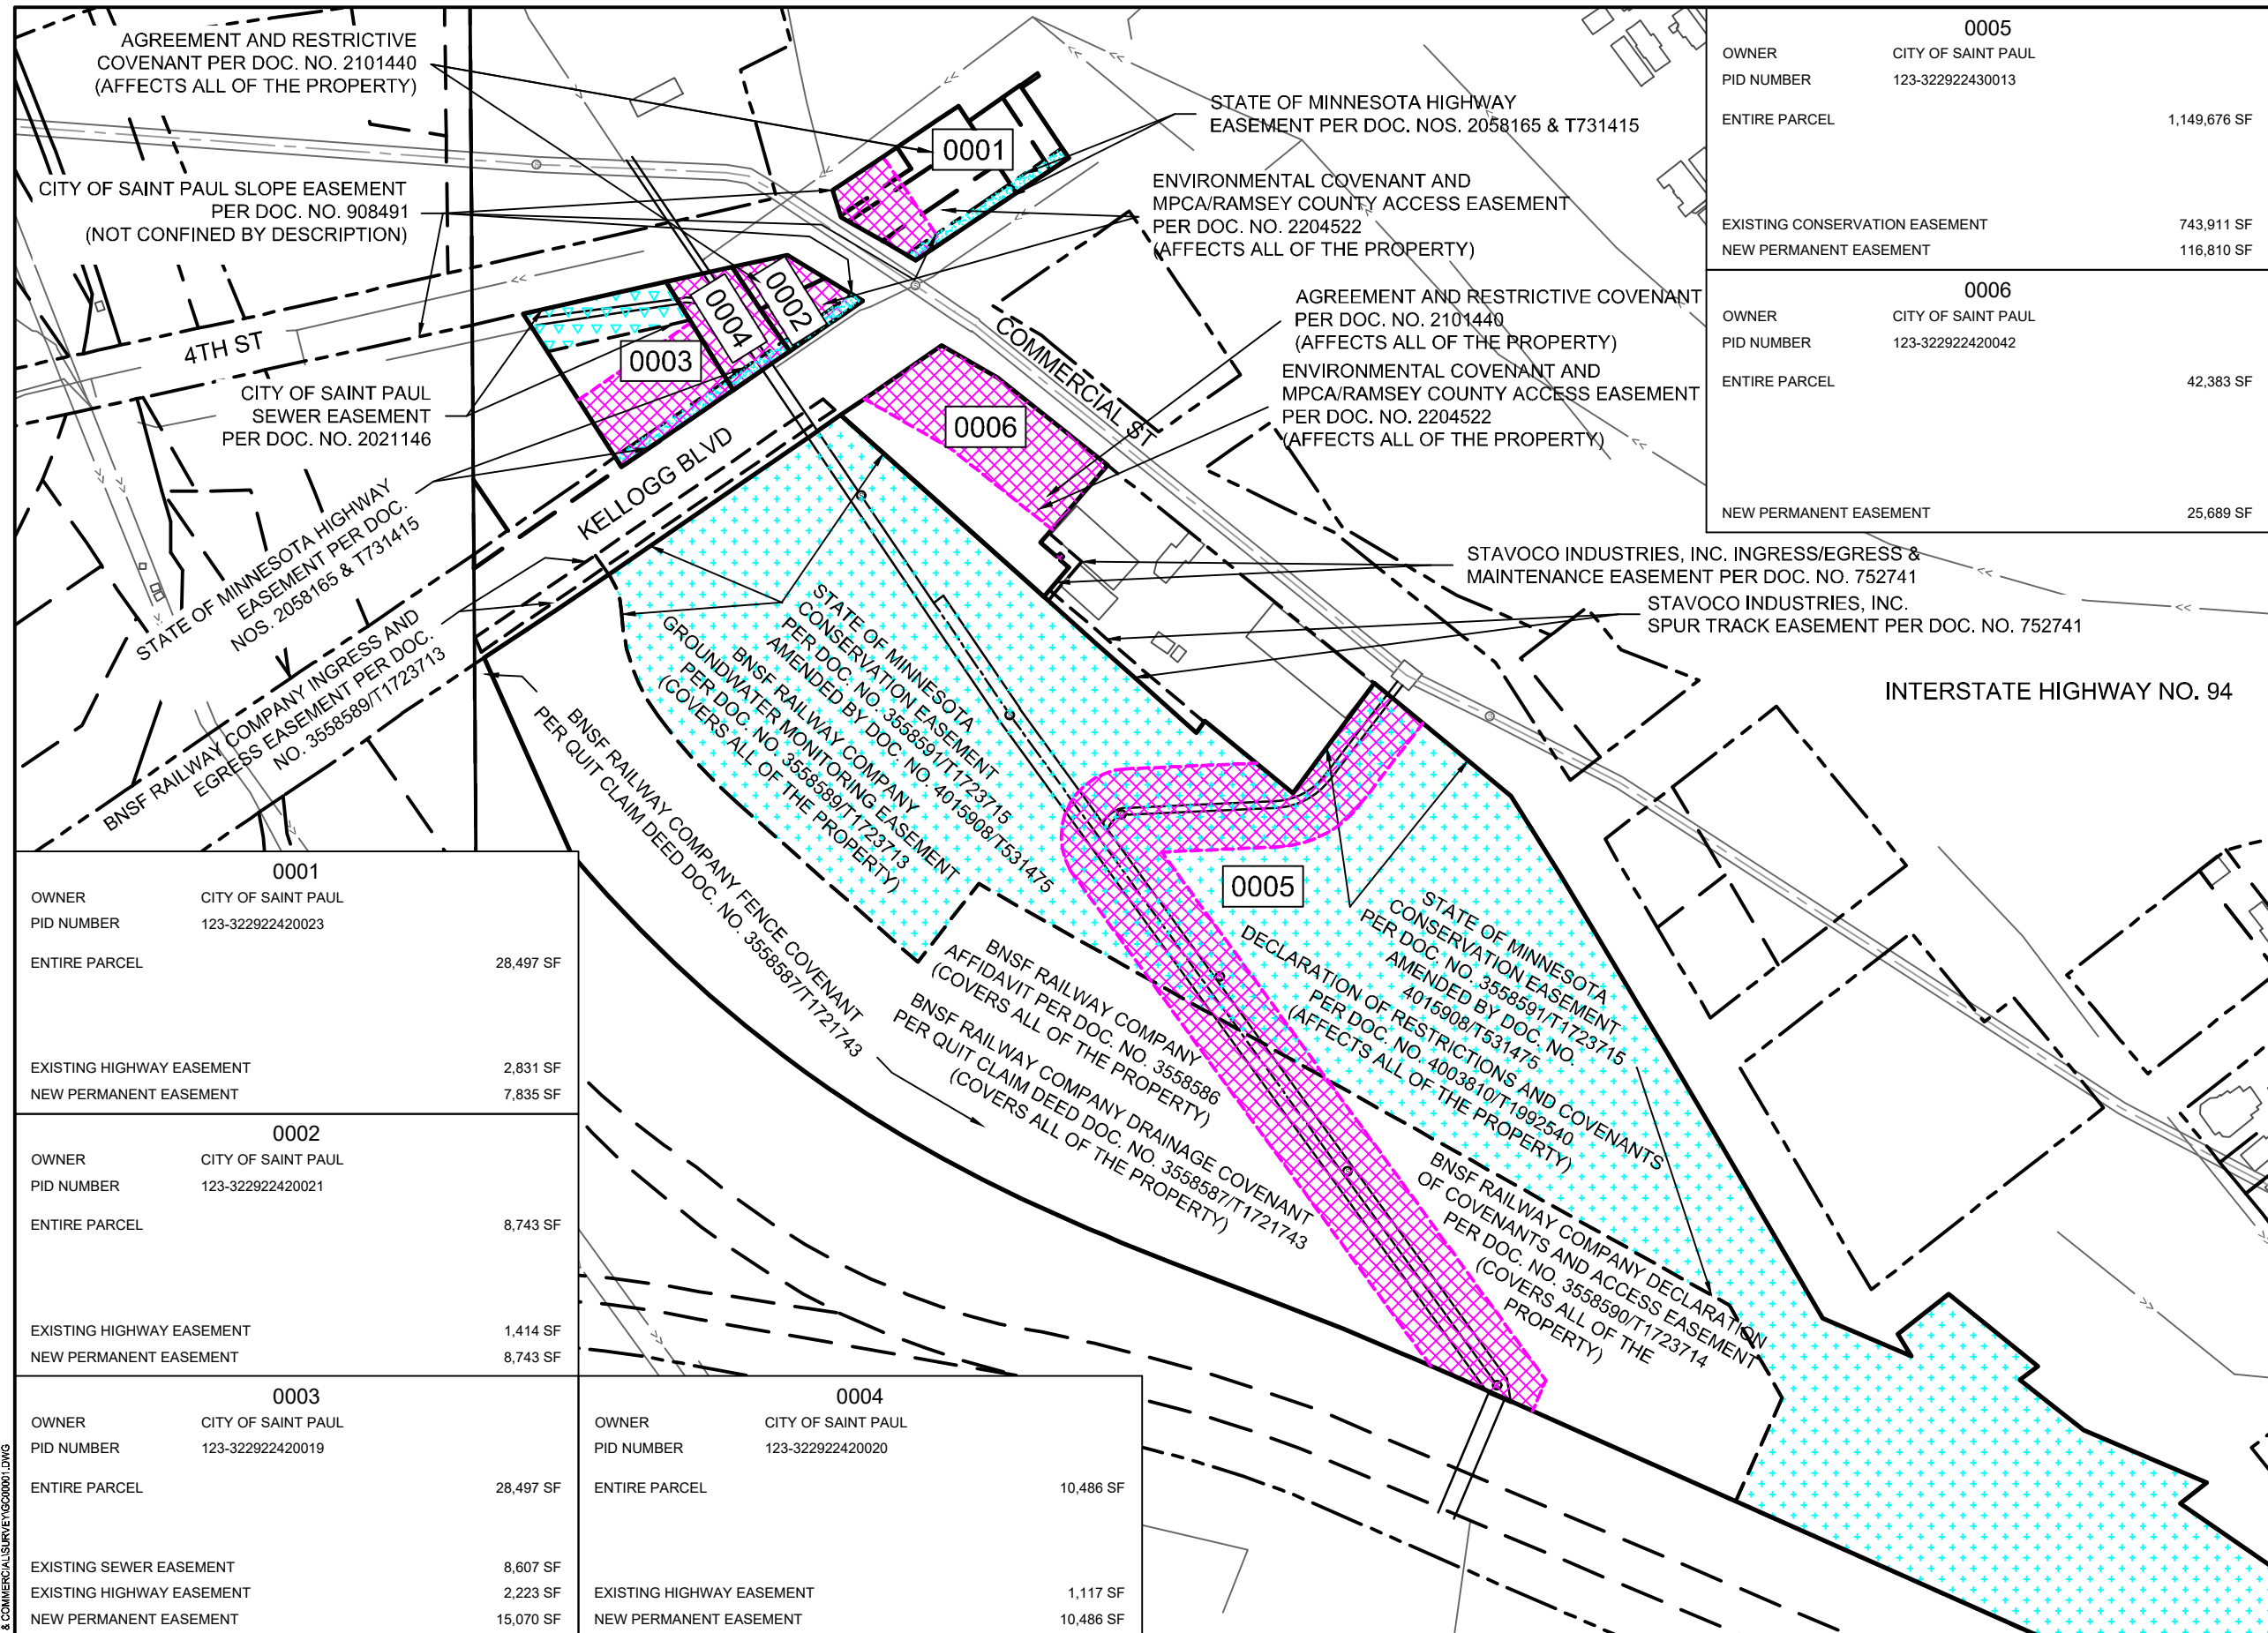 AGREEMENT AND RESTRICTIVE
COVENANT PER DOC. NO. 2101440
(AFFECTS ALL OF THE PROPERTY)
CITY OF SAINT PAUL SLOPE EASEMENT
PER DOC. NO. 908491
(NOT CONFINED BY DESCRIPTION)
4TH ST
CITY OF SAINT PAUL
SEWER EASEMENT
PER DOC. NO. 2021146
STATE OF MINNESOTA HIGHWAY
EASEMENT PER DOC.
NOS. 2058165 & T731415
BNSF RAILWAY COMPANY INGRESS AND
EGRESS EASEMENT PER DOC.
NO. 3558589/T1723713
0001
0002
0004
0003
0006
0005
KELLOGG BLVD
COMMERCIAL ST
STATE OF MINNESOTA HIGHWAY
EASEMENT PER DOC. NOS. 2058165 & T731415
ENVIRONMENTAL COVENANT AND
MPCA/RAMSEY COUNTY ACCESS EASEMENT
PER DOC. NO. 2204522
(AFFECTS ALL OF THE PROPERTY)
AGREEMENT AND RESTRICTIVE COVENANT
PER DOC. NO. 2101440
(AFFECTS ALL OF THE PROPERTY)
ENVIRONMENTAL COVENANT AND
MPCA/RAMSEY COUNTY ACCESS EASEMENT
PER DOC. NO. 2204522
(AFFECTS ALL OF THE PROPERTY)
STAVOCO INDUSTRIES, INC. INGRESS/EGRESS &
MAINTENANCE EASEMENT PER DOC. NO. 752741
STAVOCO INDUSTRIES, INC.
SPUR TRACK EASEMENT PER DOC. NO. 752741
INTERSTATE HIGHWAY NO. 94
STATE OF MINNESOTA
CONSERVATION EASEMENT
PER DOC. NO. 3558591/T1723715
AMENDED BY DOC. NO. 4015908/T531475
BNSF RAILWAY COMPANY
GROUNDWATER MONITORING EASEMENT
PER DOC. NO. 3558589/T1723713
(COVERS ALL OF THE PROPERTY)
BNSF RAILWAY COMPANY FENCE COVENANT
PER QUIT CLAIM DEED DOC. NO. 3558587/T1721743
BNSF RAILWAY COMPANY
AFFIDAVIT PER DOC. NO. 3558586
(COVERS ALL OF THE PROPERTY)
BNSF RAILWAY COMPANY DRAINAGE COVENANT
PER QUIT CLAIM DEED DOC. NO. 3558587/T1721743
(COVERS ALL OF THE PROPERTY)
STATE OF MINNESOTA
CONSERVATION EASEMENT
PER DOC. NO. 3558591/T1723715
AMENDED BY DOC. NO.
4015908/T531475
DECLARATION OF RESTRICTIONS AND COVENANTS
PER DOC. NO. 4003810/T1992540
(AFFECTS ALL OF THE PROPERTY)
BNSF RAILWAY COMPANY DECLARATION
OF COVENANTS AND ACCESS EASEMENT
PER DOC. NO. 3558590/T1723714
(COVERS ALL OF THE
PROPERTY)
0005
OWNER CITY OF SAINT PAUL
PID NUMBER 123-322922430013
ENTIRE PARCEL 1,149,676 SF
EXISTING CONSERVATION EASEMENT 743,911 SF
NEW PERMANENT EASEMENT 116,810 SF
0006
OWNER CITY OF SAINT PAUL
PID NUMBER 123-322922420042
ENTIRE PARCEL 42,383 SF
NEW PERMANENT EASEMENT 25,689 SF
0001
OWNER CITY OF SAINT PAUL
PID NUMBER 123-322922420023
ENTIRE PARCEL 28,497 SF
EXISTING HIGHWAY EASEMENT 2,831 SF
NEW PERMANENT EASEMENT 7,835 SF
0002
OWNER CITY OF SAINT PAUL
PID NUMBER 123-322922420021
ENTIRE PARCEL 8,743 SF
EXISTING HIGHWAY EASEMENT 1,414 SF
NEW PERMANENT EASEMENT 8,743 SF
0003
OWNER CITY OF SAINT PAUL
PID NUMBER 123-322922420019
ENTIRE PARCEL 28,497 SF
EXISTING SEWER EASEMENT 8,607 SF
EXISTING HIGHWAY EASEMENT 2,223 SF
NEW PERMANENT EASEMENT 15,070 SF
0004
OWNER CITY OF SAINT PAUL
PID NUMBER 123-322922420020
ENTIRE PARCEL 10,486 SF
EXISTING HIGHWAY EASEMENT 1,117 SF
NEW PERMANENT EASEMENT 10,486 SF
& COMMERCIAL\SURVEY\GC00001.DWG